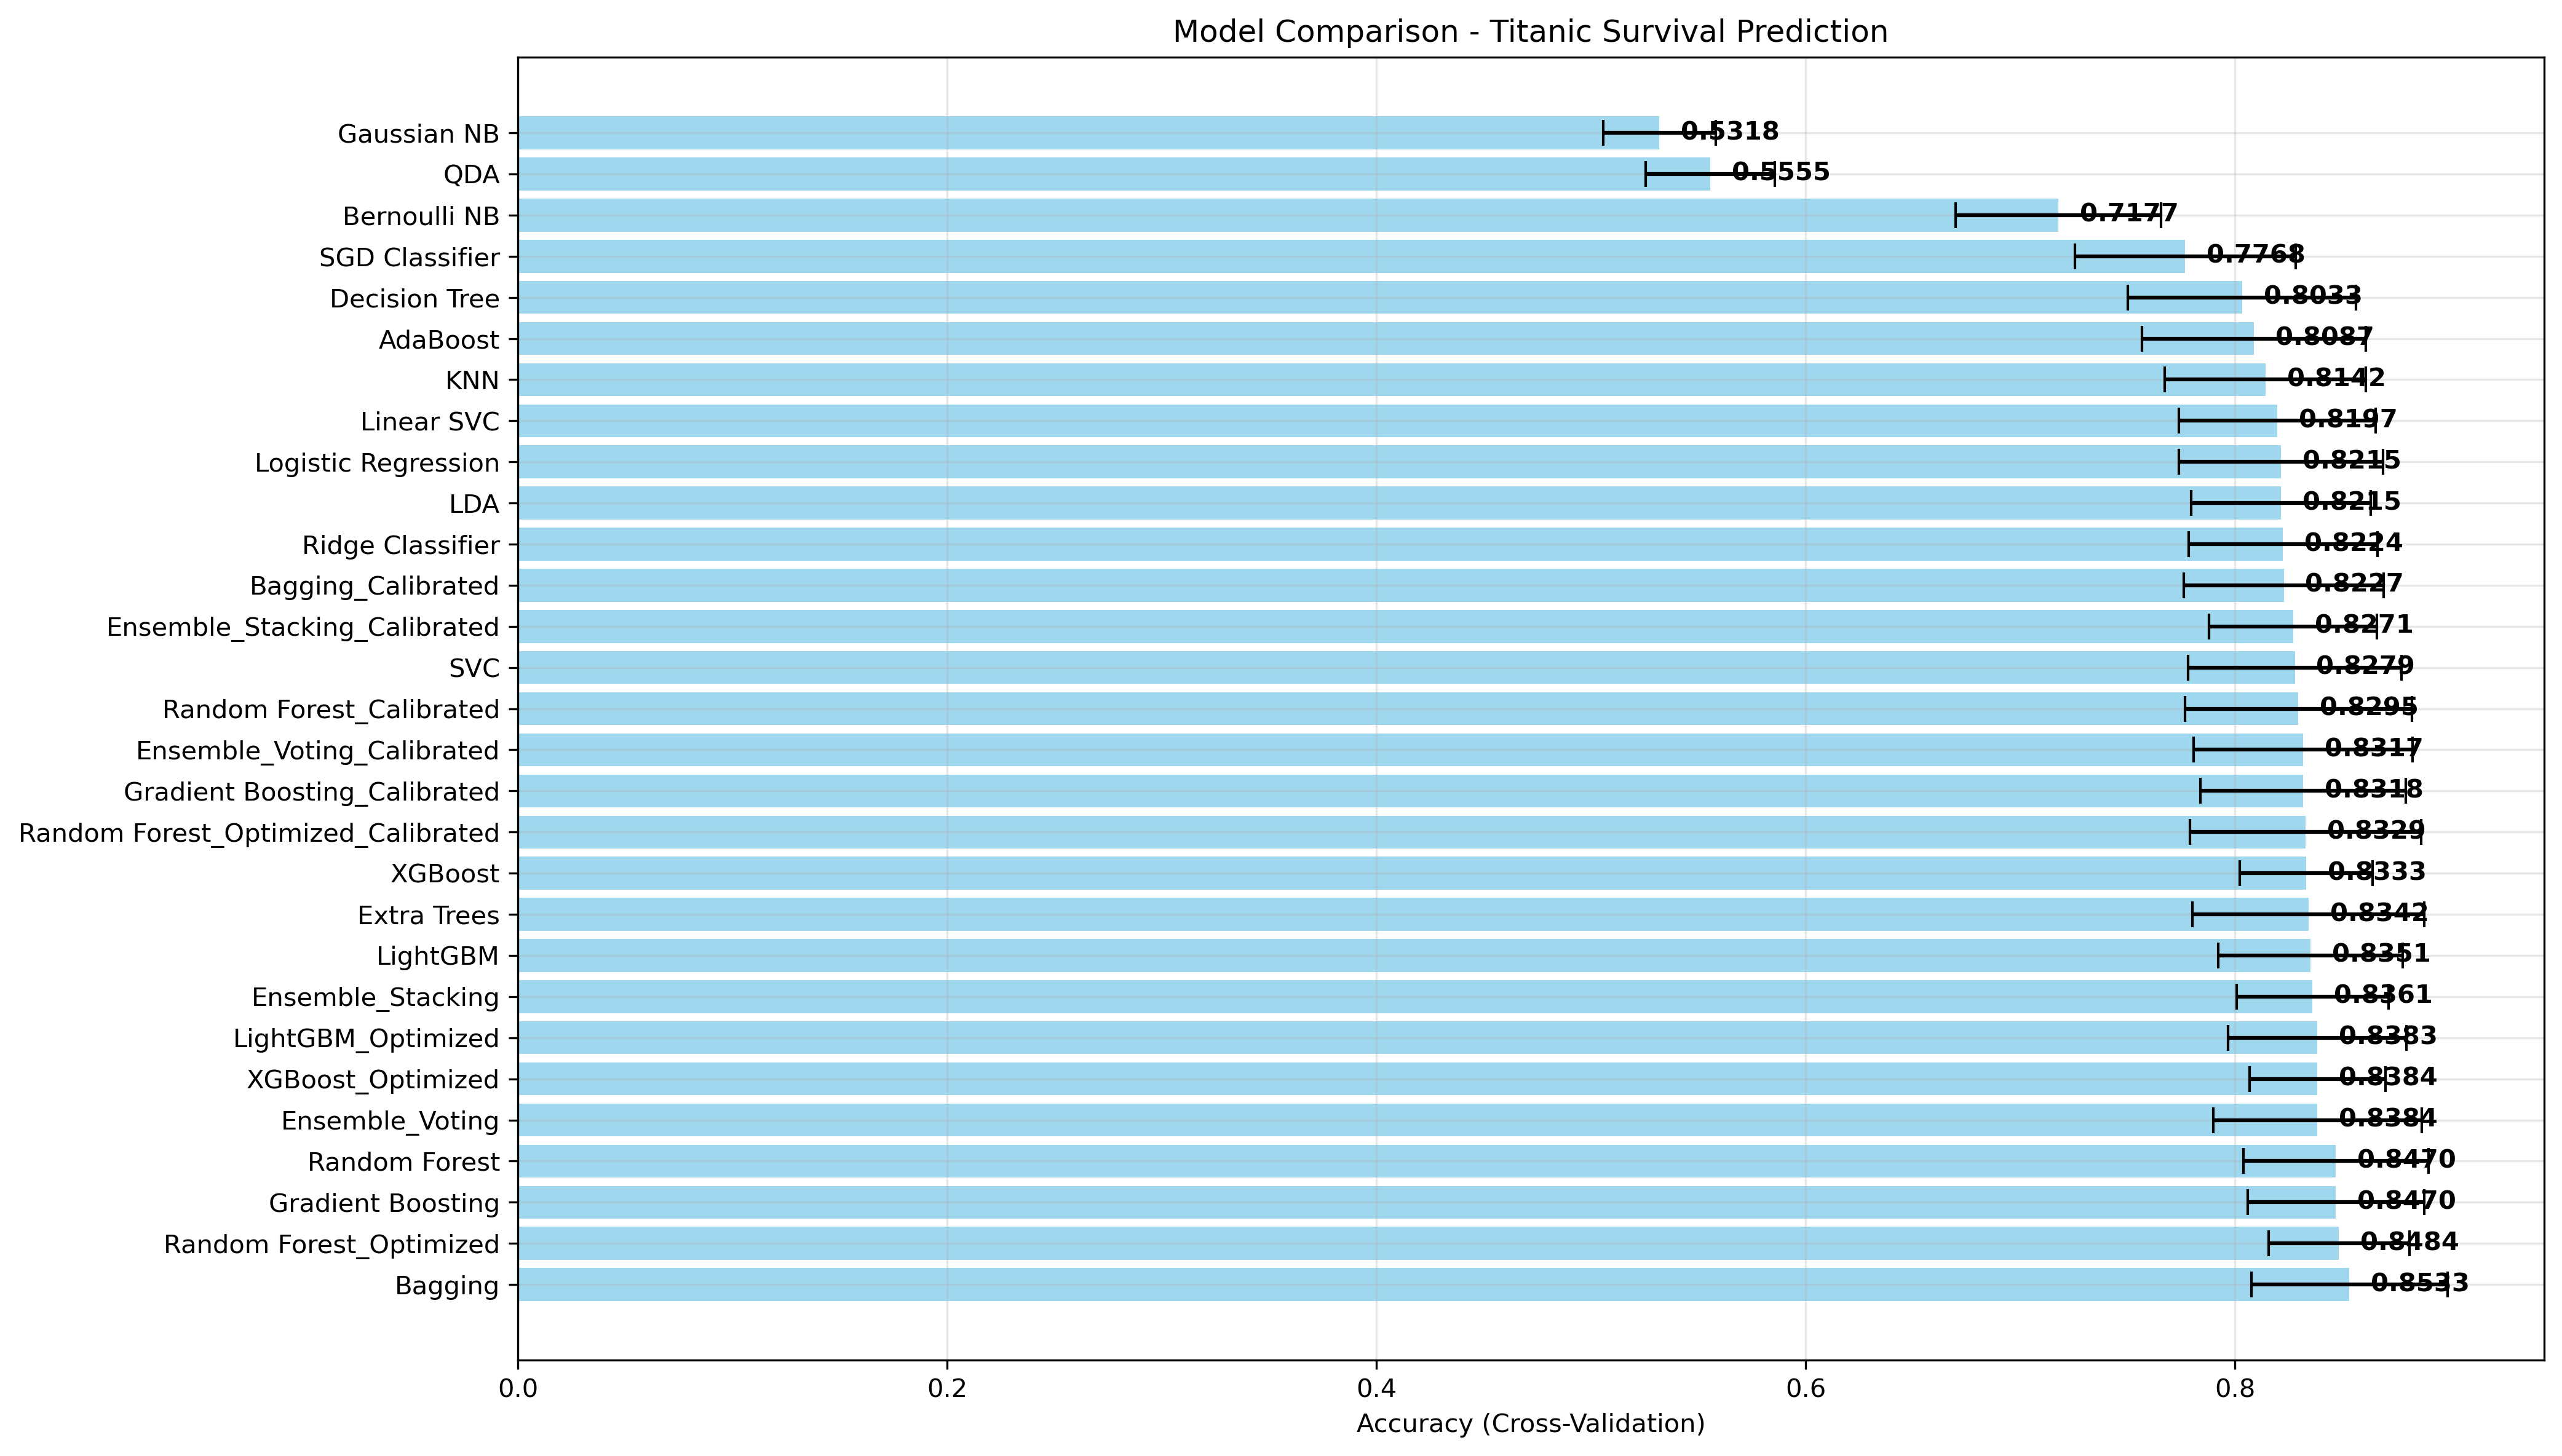 Model Comparison - Titanic Survival Prediction
Gaussian NB 0.5318
QDA 0.5555
Bernoulli NB 0.7177
SGD Classifier 0.7768
Decision Tree 0.8033
AdaBoost 0.8087
KNN 0.8142
Linear SVC 0.8197
Logistic Regression 0.8215
LDA 0.8215
Ridge Classifier 0.8224
Bagging_Calibrated 0.8227
Ensemble_Stacking_Calibrated 0.8271
SVC 0.8279
Random Forest_Calibrated 0.8295
Ensemble_Voting_Calibrated 0.8317
Gradient Boosting_Calibrated 0.8318
Random Forest_Optimized_Calibrated 0.8329
XGBoost 0.8333
Extra Trees 0.8342
LightGBM 0.8351
Ensemble_Stacking 0.8361
LightGBM_Optimized 0.8383
XGBoost_Optimized 0.8384
Ensemble_Voting 0.8384
Random Forest 0.8470
Gradient Boosting 0.8470
Random Forest_Optimized 0.8484
Bagging 0.8533
0.0 0.2 0.4 0.6 0.8
Accuracy (Cross-Validation)